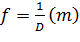 f = 1/D (m)